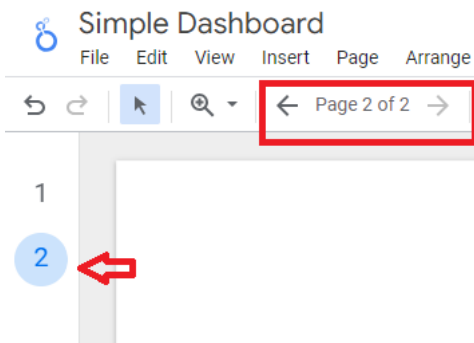 Simple Dashboard
File Edit View Insert Page Arrange
Page 2 of 2
1
2